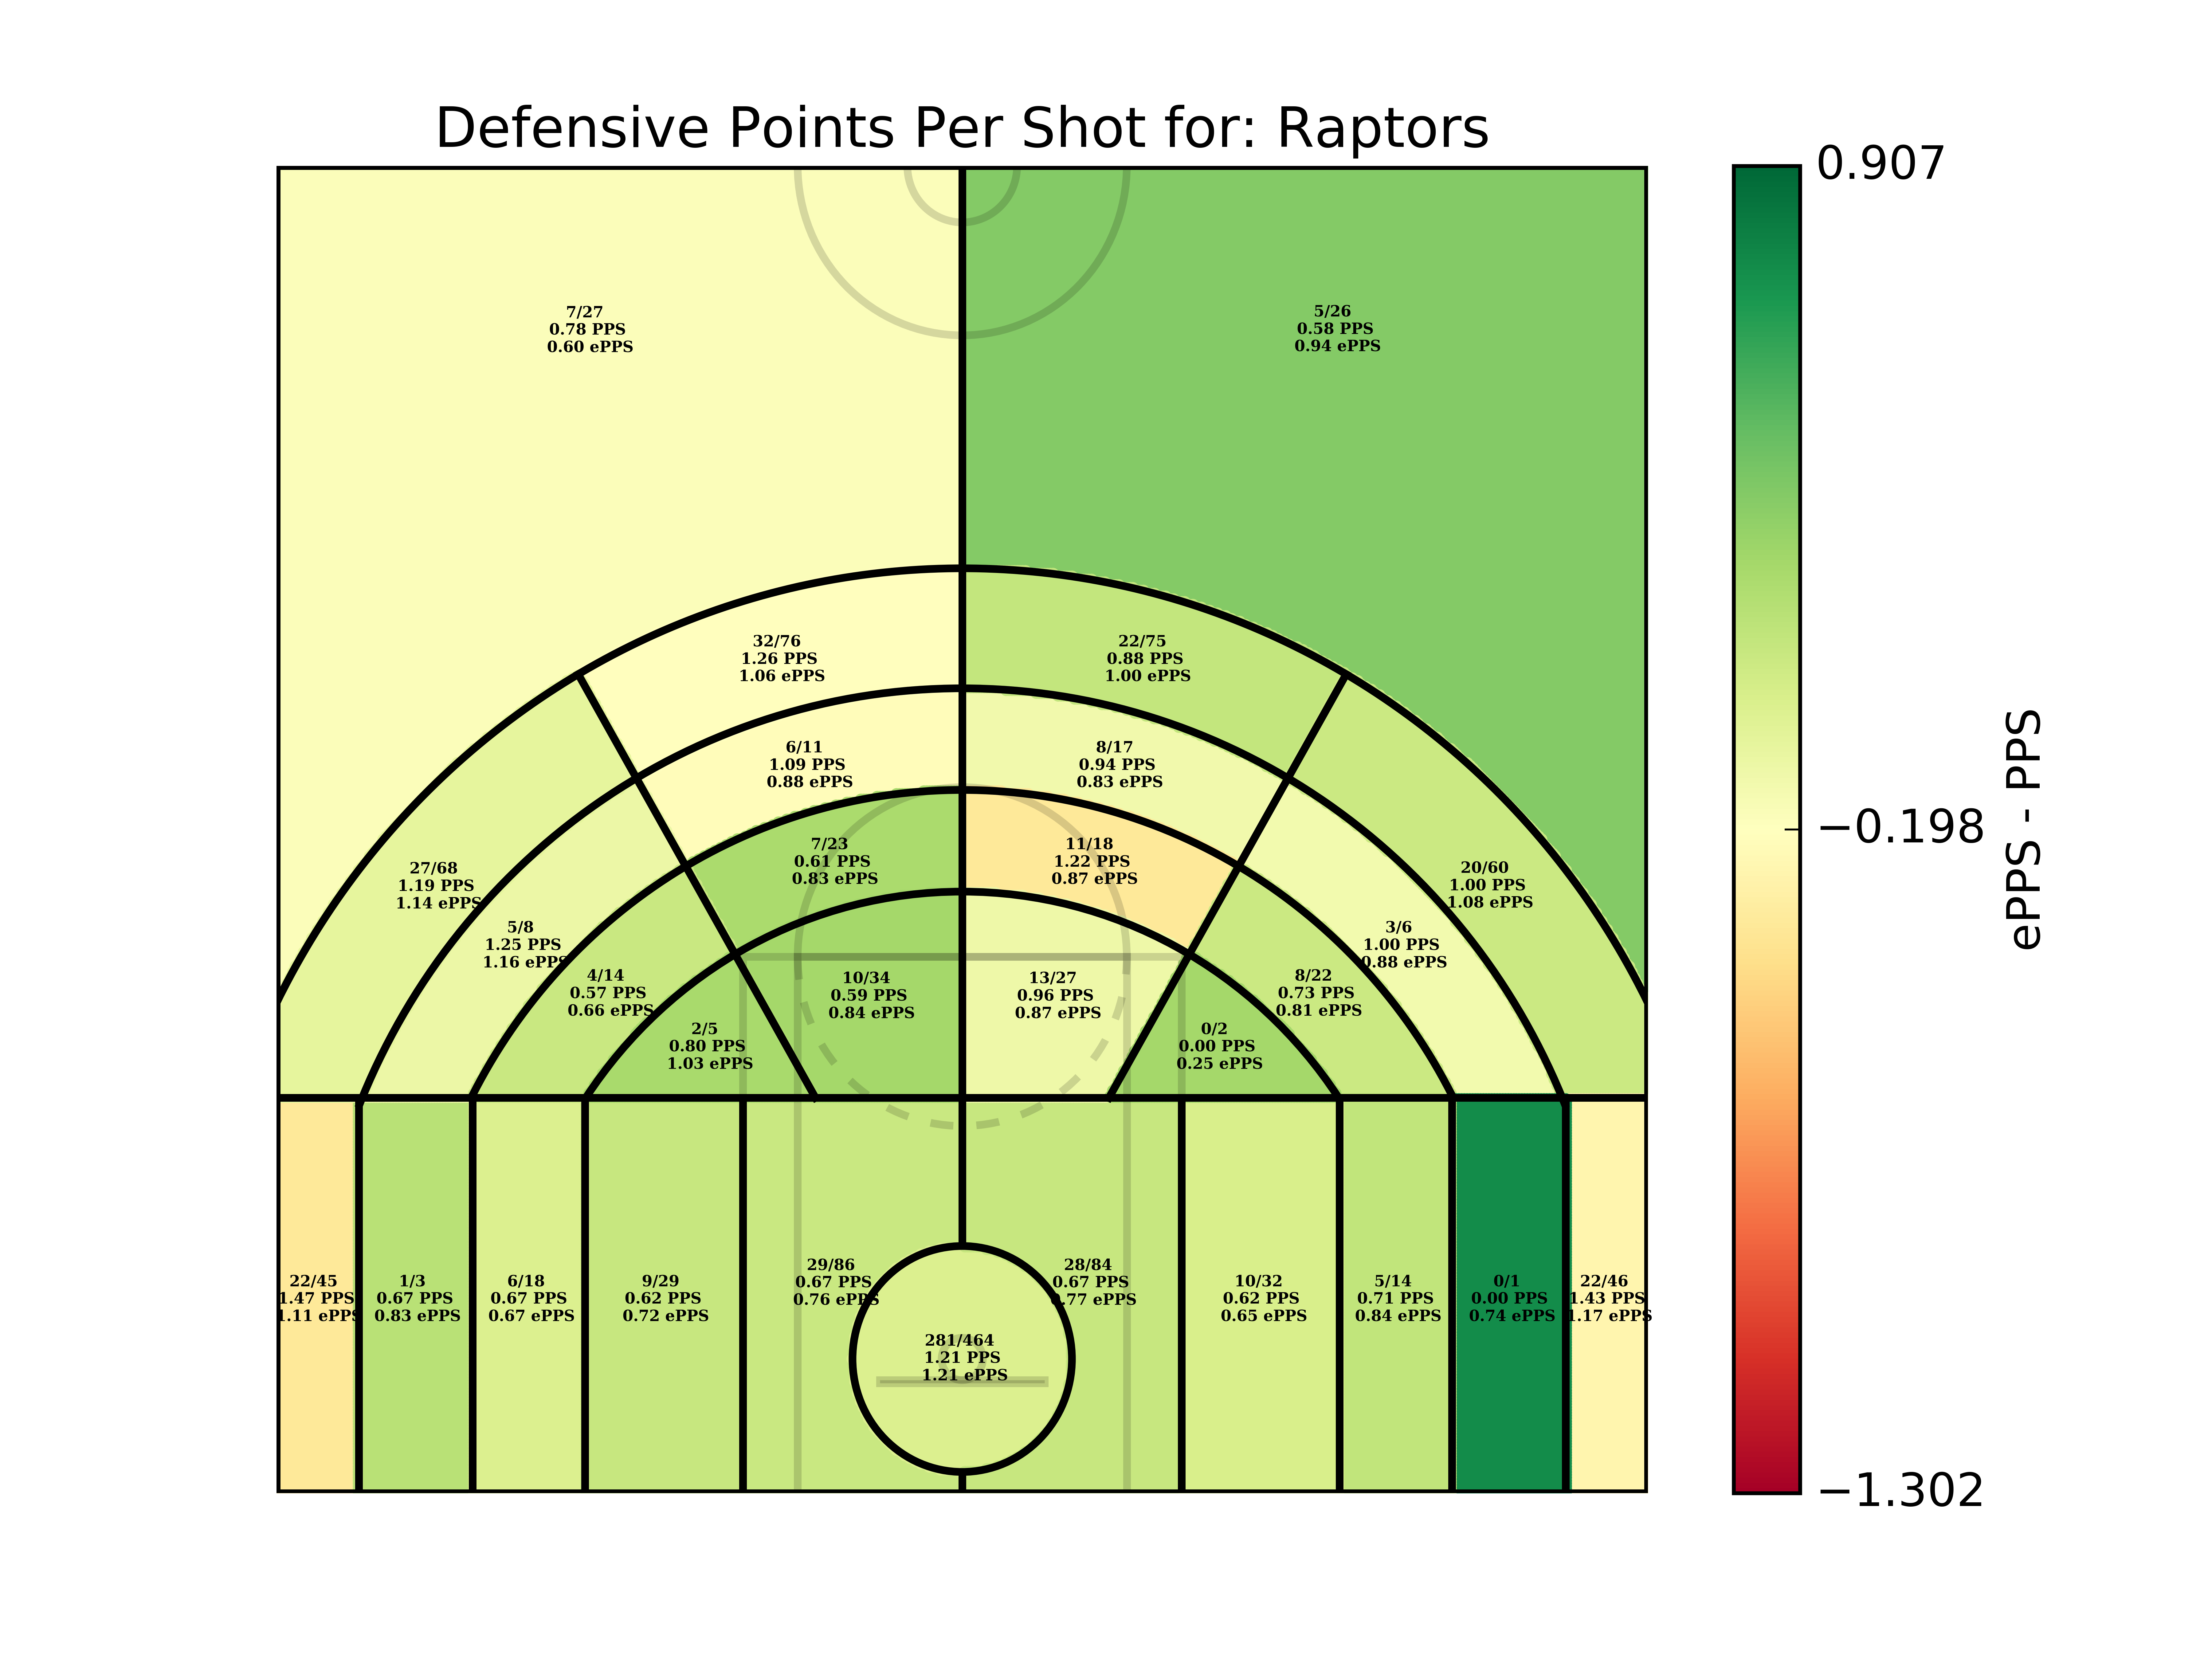 Defensive Points Per Shot for: Raptors
7/27
0.78 PPS
0.60 ePPS
5/26
0.58 PPS
0.94 ePPS
32/76
1.26 PPS
1.06 ePPS
22/75
0.88 PPS
1.00 ePPS
6/11
1.09 PPS
0.88 ePPS
8/17
0.94 PPS
0.83 ePPS
7/23
0.61 PPS
0.83 ePPS
11/18
1.22 PPS
0.87 ePPS
27/68
1.19 PPS
1.14 ePPS
20/60
1.00 PPS
1.08 ePPS
5/8
1.25 PPS
1.16 ePPS
3/6
1.00 PPS
0.88 ePPS
4/14
0.57 PPS
0.66 ePPS
10/34
0.59 PPS
0.84 ePPS
13/27
0.96 PPS
0.87 ePPS
8/22
0.73 PPS
0.81 ePPS
2/5
0.80 PPS
1.03 ePPS
0/2
0.00 PPS
0.25 ePPS
22/45
1.47 PPS
1.11 ePPS
1/3
0.67 PPS
0.83 ePPS
6/18
0.67 PPS
0.67 ePPS
9/29
0.62 PPS
0.72 ePPS
29/86
0.67 PPS
0.76 ePPS
28/84
0.67 PPS
0.77 ePPS
10/32
0.62 PPS
0.65 ePPS
5/14
0.71 PPS
0.84 ePPS
0/1
0.00 PPS
0.74 ePPS
22/46
1.43 PPS
1.17 ePPS
281/464
1.21 PPS
1.21 ePPS
0.907
−0.198
−1.302
ePPS - PPS